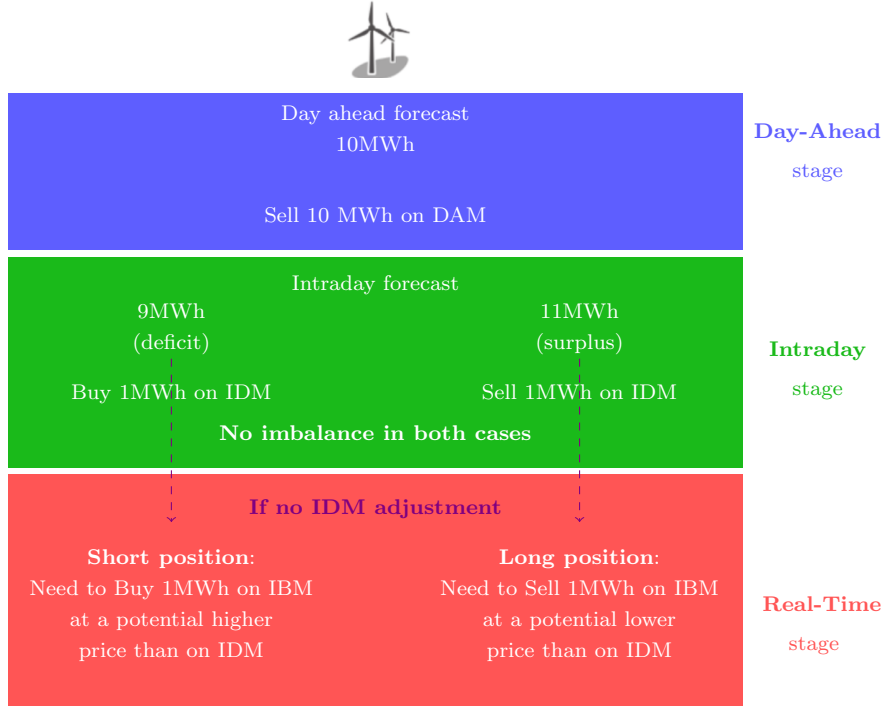 Day ahead forecast
10MWh
Sell 10 MWh on DAM
Day-Ahead
stage
Intraday forecast
9MWh
(deficit)
11MWh
(surplus)
Buy 1MWh on IDM
Sell 1MWh on IDM
No imbalance in both cases
Intraday
stage
If no IDM adjustment
Short position:
Need to Buy 1MWh on IBM
at a potential higher
price than on IDM
Long position:
Need to Sell 1MWh on IBM
at a potential lower
price than on IDM
Real-Time
stage